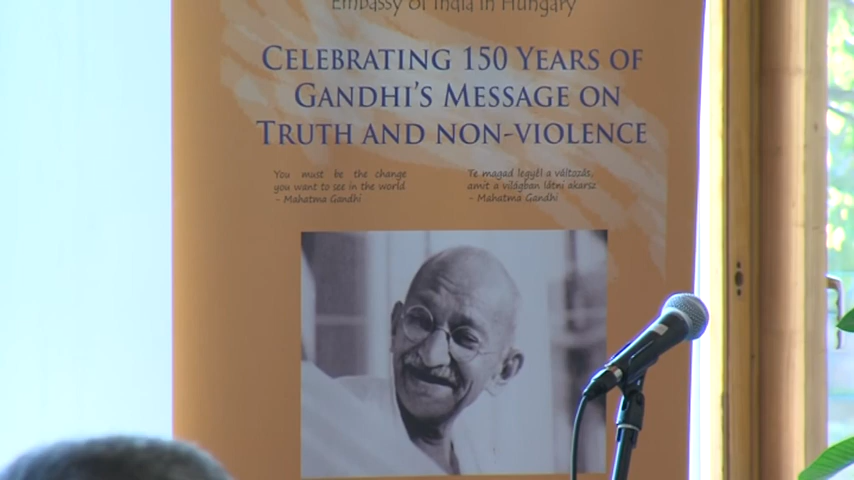 Embassy of India in Hungary
CELEBRATING 150 YEARS OF
GANDHI'S MESSAGE ON
TRUTH AND NON-VIOLENCE
You must be the change
you want to see in the world
- Mahatma Gandhi
Te magad legyél a változás,
amit a világban látni akarsz
- Mahatma Gandhi